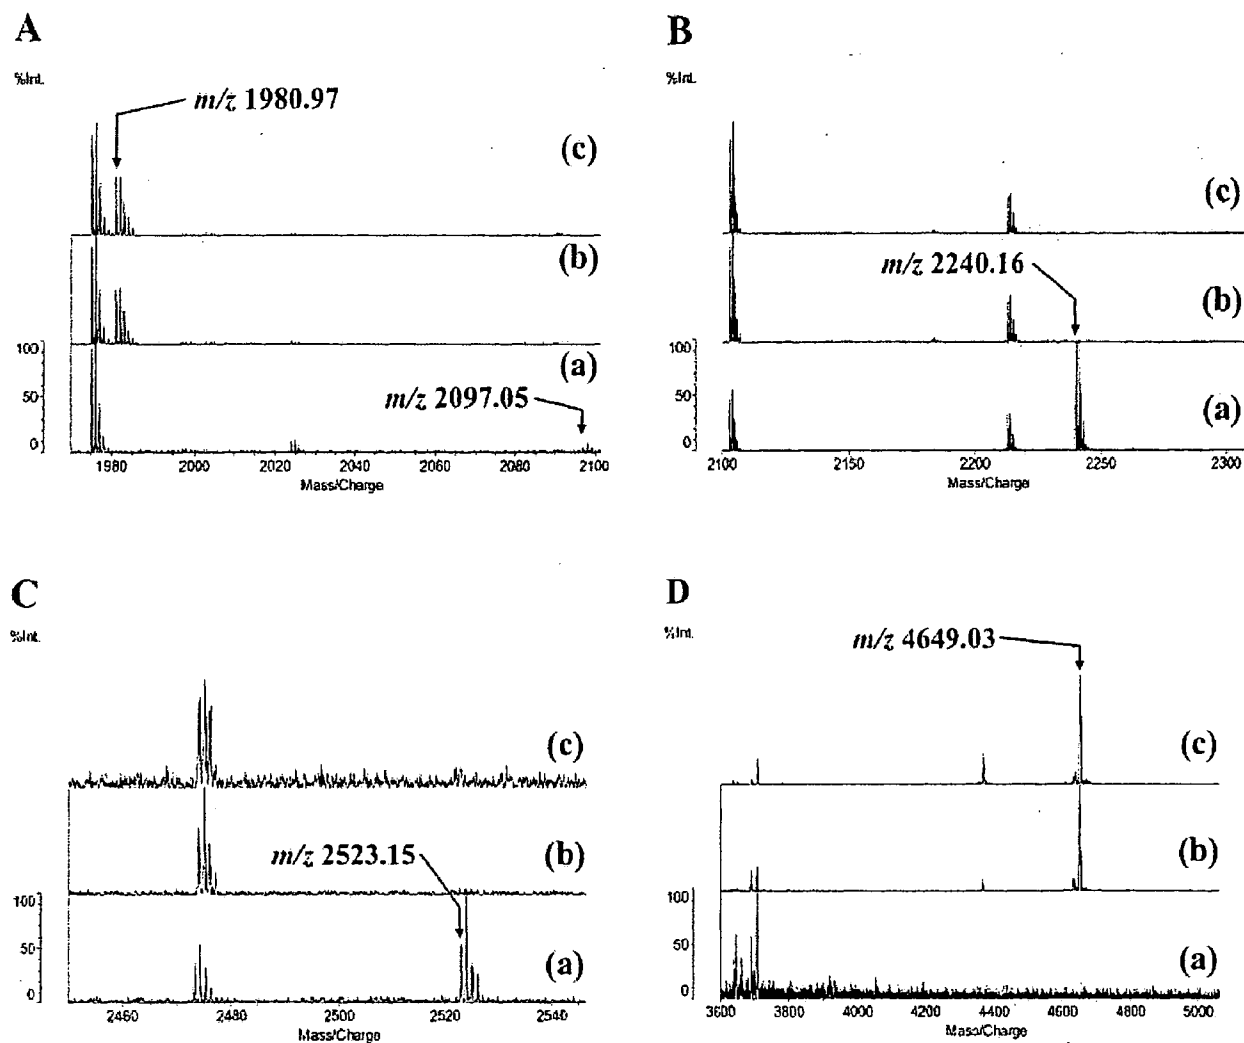 A
%Int.
m/z 1980.97
(c)
(b)
(a)
m/z 2097.05
100
50
0
1980 2000 2020 2040 2060 2080 2100
Mass/Charge
B
%Int.
(c)
m/z 2240.16
(b)
(a)
100
50
0
2100 2150 2200 2250 2300
Mass/Charge
C
%Int.
(c)
m/z 2523.15
(b)
(a)
100
50
0
2460 2480 2500 2520 2540
Mass/Charge
D
%Int.
m/z 4649.03
(c)
(b)
(a)
100
50
0
3600 3800 4000 4200 4400 4600 4800 5000
Mass/Charge